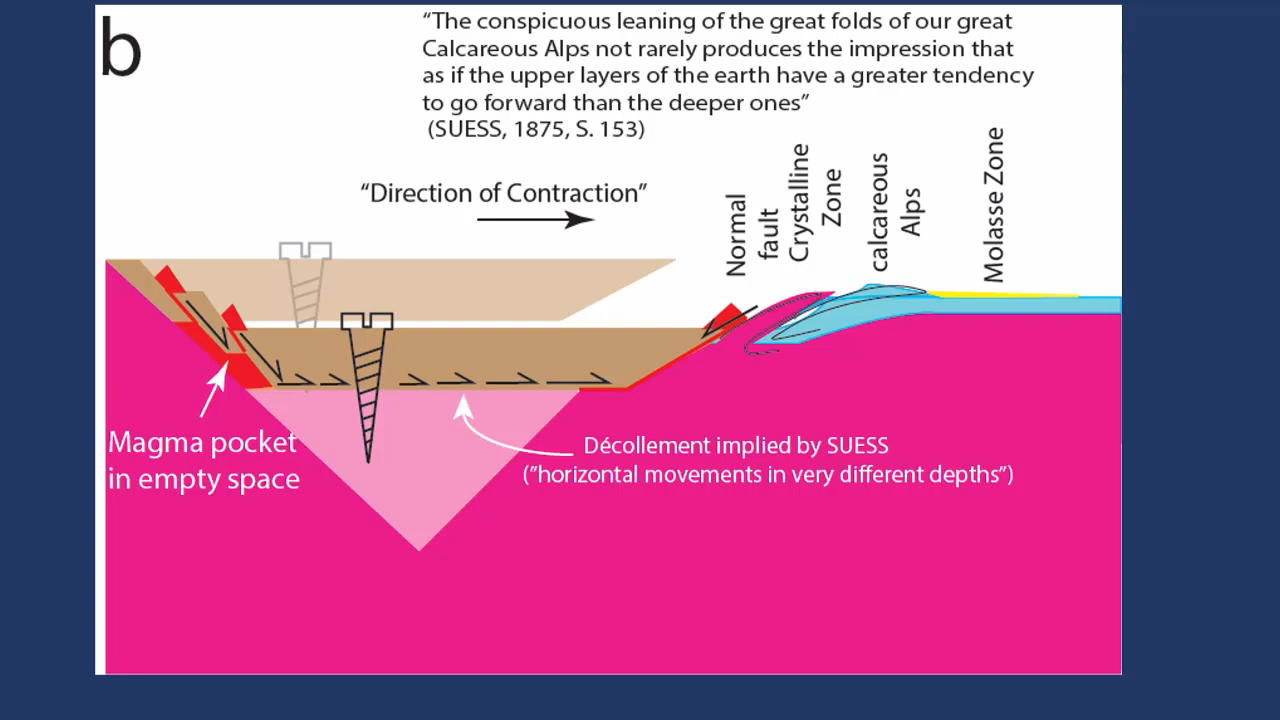 b
“The conspicuous leaning of the great folds of our great
Calcareous Alps not rarely produces the impression that
as if the upper layers of the earth have a greater tendency
to go forward than the deeper ones”
(SUESS, 1875, S. 153)
“Direction of Contraction”
Normal
fault
Crystalline
Zone
calcareous
Alps
Molasse Zone
Magma pocket
in empty space
Décollement implied by SUESS
(”horizontal movements in very different depths”)